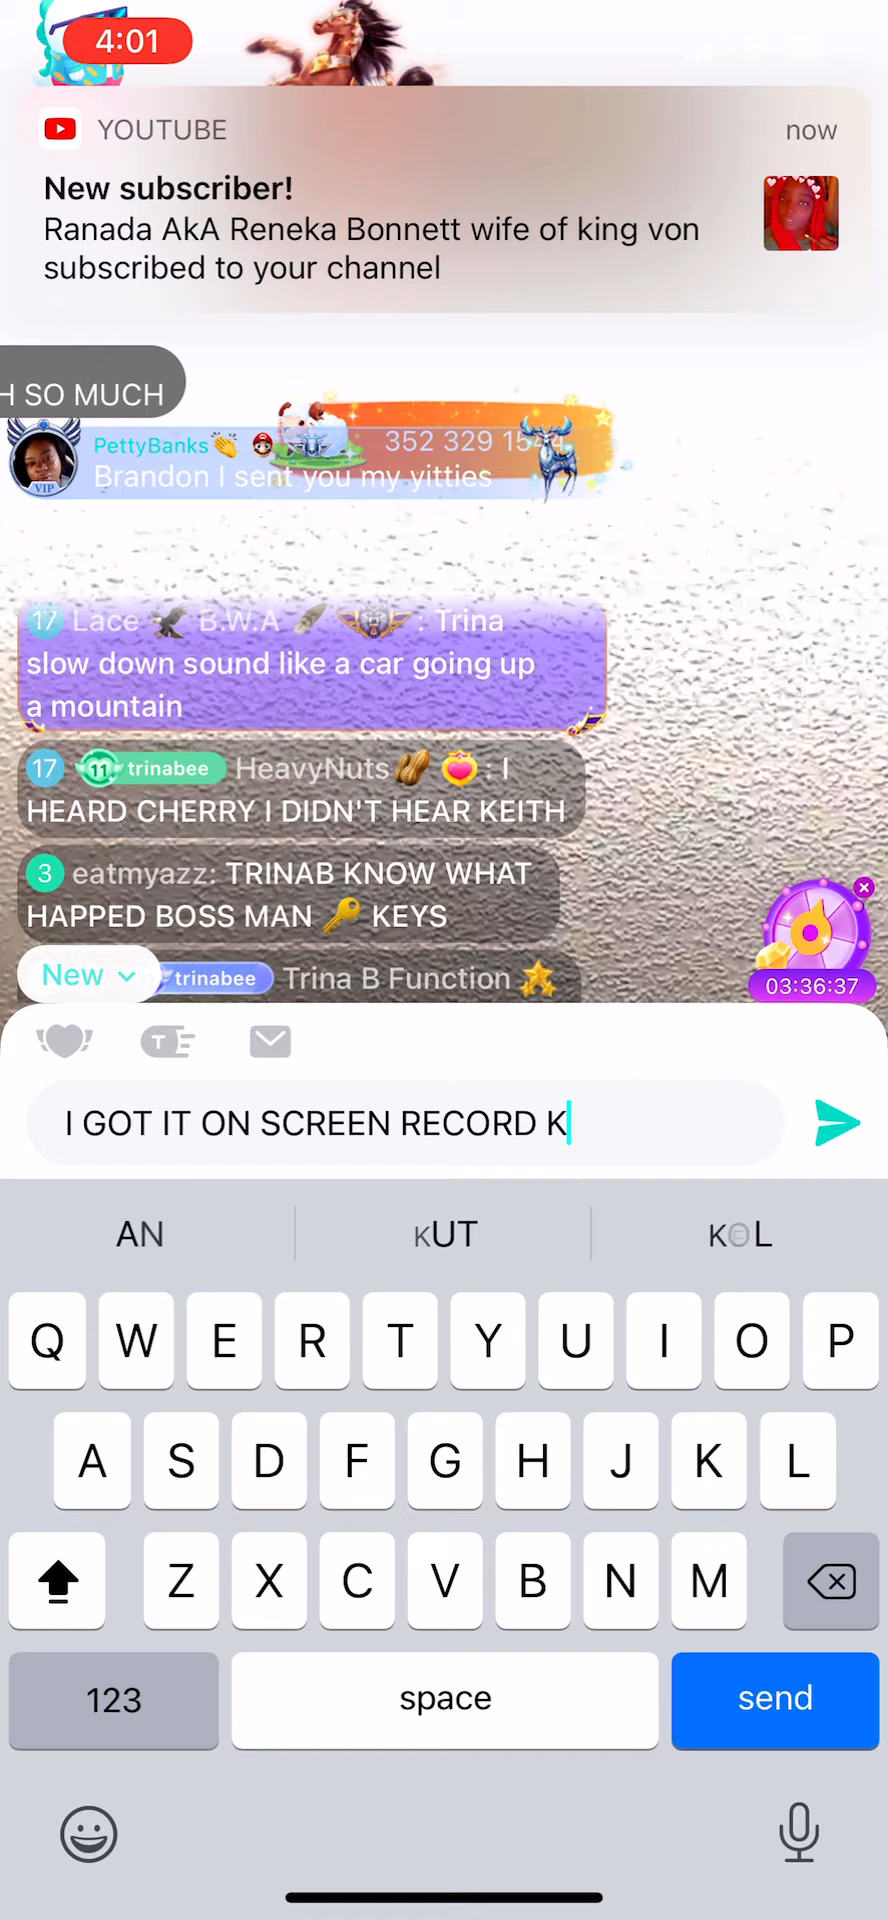 4:01
YOUTUBE
now
New subscriber!
Ranada AkA Reneka Bonnett wife of king von
subscribed to your channel
H SO MUCH
PettyBanks👏
352 329 1544
Brandon I sent you my yitties
VIP
17 Lace 🦅 B.W.A 🪶 : Trina
slow down sound like a car going up
a mountain
17 11 trinabee HeavyNuts🥜 : I
HEARD CHERRY I DIDN'T HEAR KEITH
3 eatmyazz: TRINAB KNOW WHAT
HAPPED BOSS MAN 🔑 KEYS
New trinabee Trina B Function
03:36:37
T
I GOT IT ON SCREEN RECORD K
AN KUT
Q W E R T Y U I O P
A S D F G H J K L
Z X C V B N M
123 space send